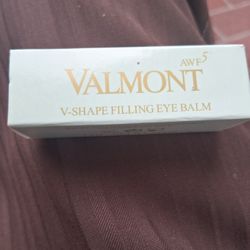 AWF⁵
VALMONT
V-SHAPE FILLING EYE BALM